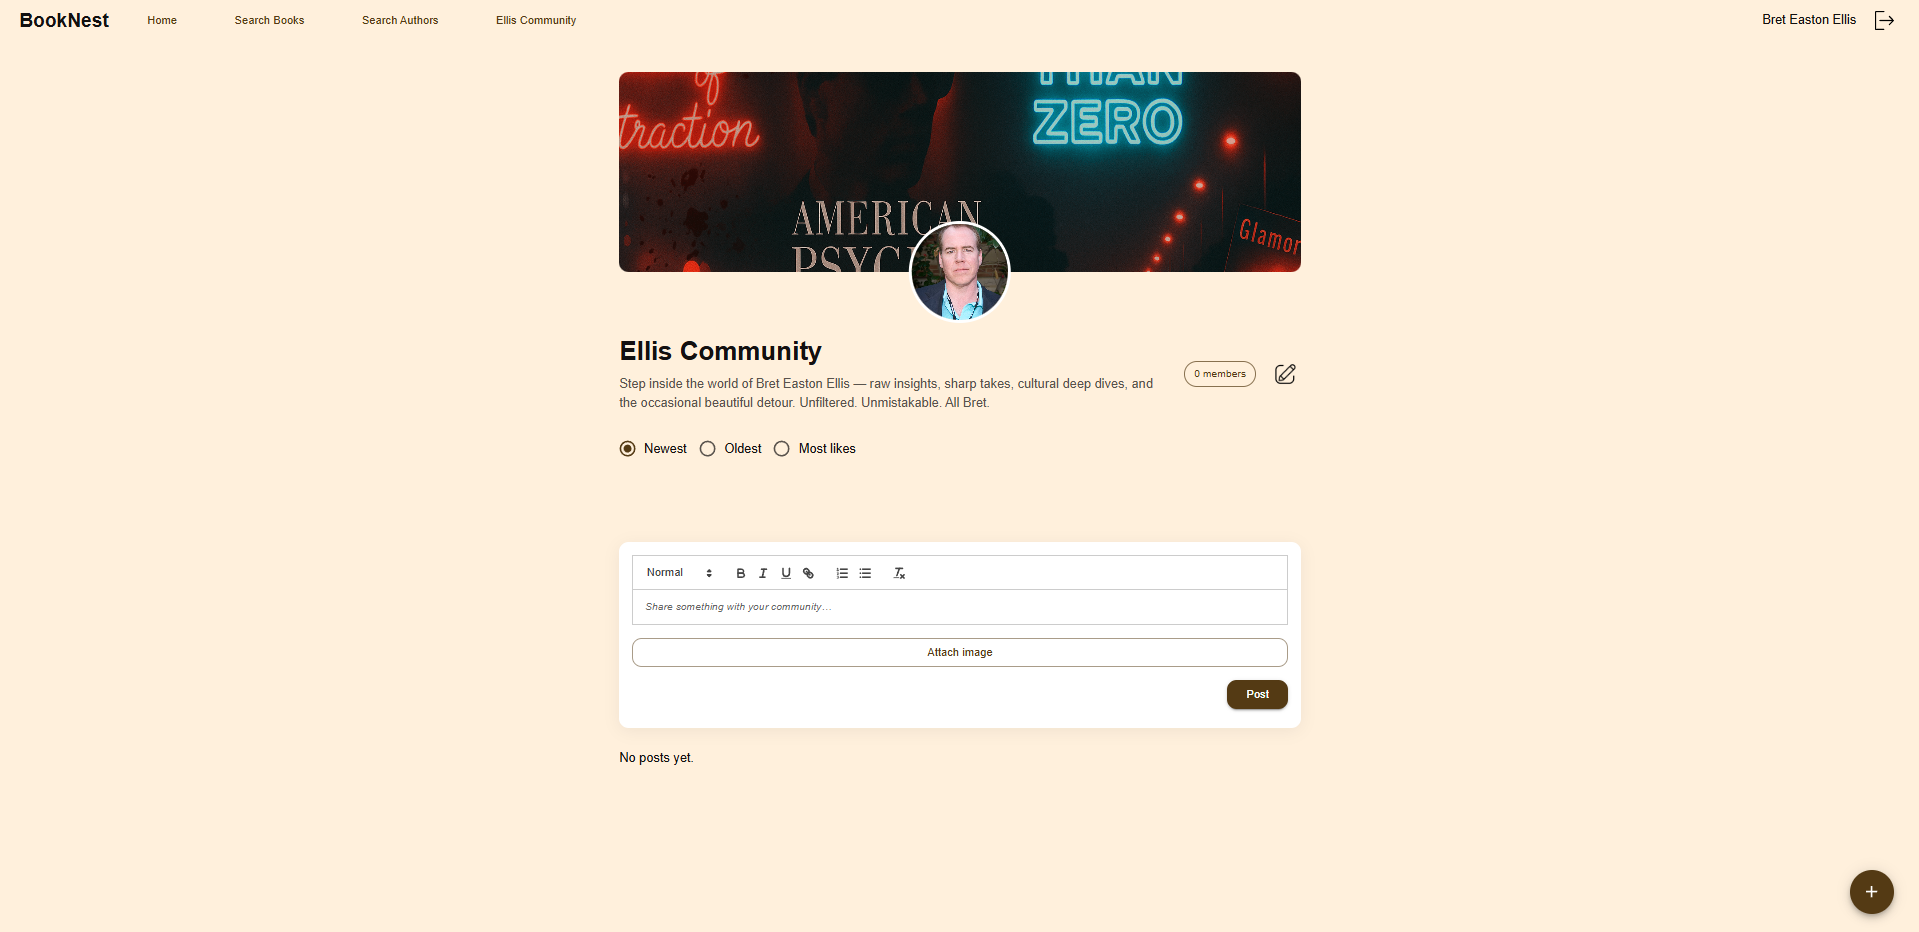 BookNest
Home
Search Books
Search Authors
Ellis Community
Bret Easton Ellis
of
traction
THAN
ZERO
AMERICAN
PSYC
Glamor
Ellis Community
Step inside the world of Bret Easton Ellis — raw insights, sharp takes, cultural deep dives, and
the occasional beautiful detour. Unfiltered. Unmistakable. All Bret.
0 members
Newest
Oldest
Most likes
Normal
Share something with your community...
Attach image
Post
No posts yet.